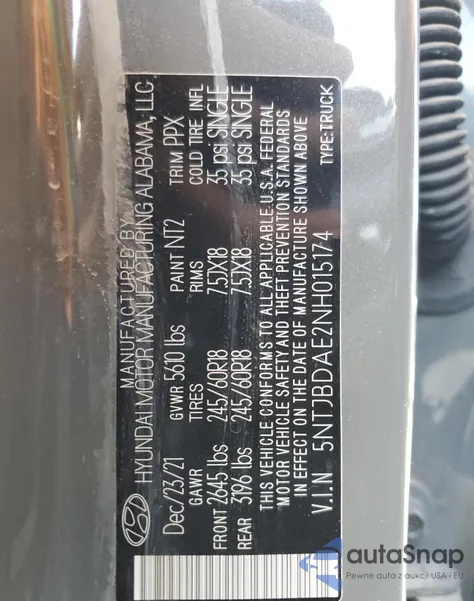 MANUFACTURED BY
HYUNDAI MOTOR MANUFACTURING ALABAMA, LLC
Dec/23/21 GVWR 5610 lbs PAINT NT2 TRIM PPX
GAWR TIRES RIMS COLD TIRE INFL
FRONT 2645 lbs 245/60R18 7.5JX18 35 psi SINGLE
REAR 3196 lbs 245/60R18 7.5JX18 35 psi SINGLE
THIS VEHICLE CONFORMS TO ALL APPLICABLE U.S.A. FEDERAL
MOTOR VEHICLE SAFETY AND THEFT PREVENTION STANDARDS
IN EFFECT ON THE DATE OF MANUFACTURE SHOWN ABOVE
V.I.N 5NTJBDAE2NH015174 TYPE:TRUCK
autoSnap
Pewne auta z aukcji USA i EU